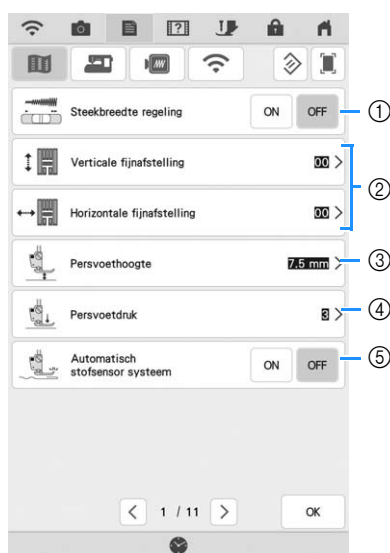 Steekbreedte regeling ON OFF ①
Verticale fijnafstelling 00 >
②
Horizontale fijnafstelling 00 >
Persvoethoogte 7.5 mm > ③
Persvoetdruk 3 > ④
Automatisch
stofsensor systeem ON OFF ⑤
< 1 / 11 > OK